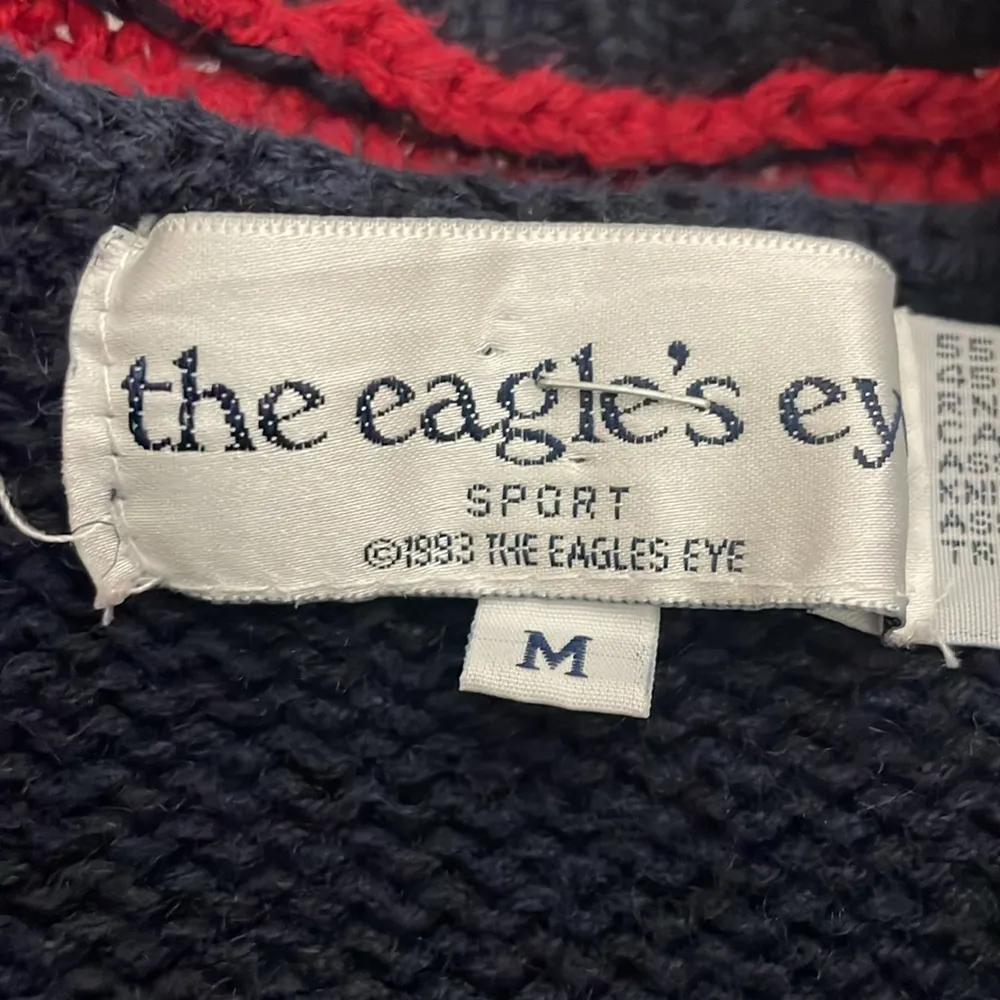 the eagle's ey
SPORT
©1993 THE EAGLES EYE
M